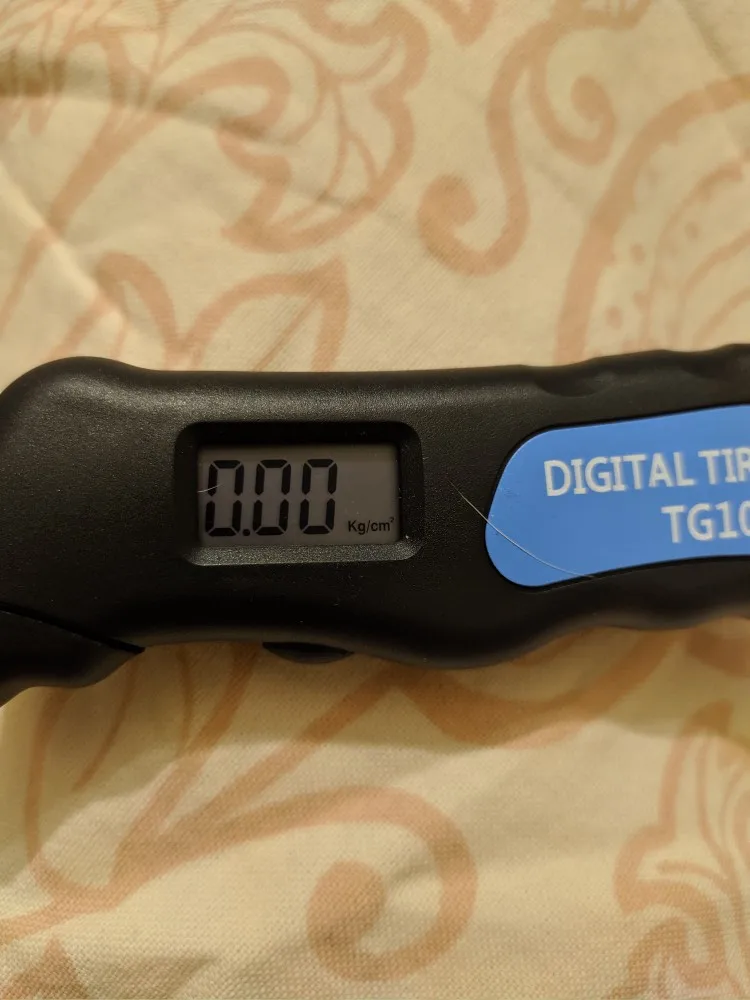 0.00 Kg/cm²
DIGITAL TIR
TG10